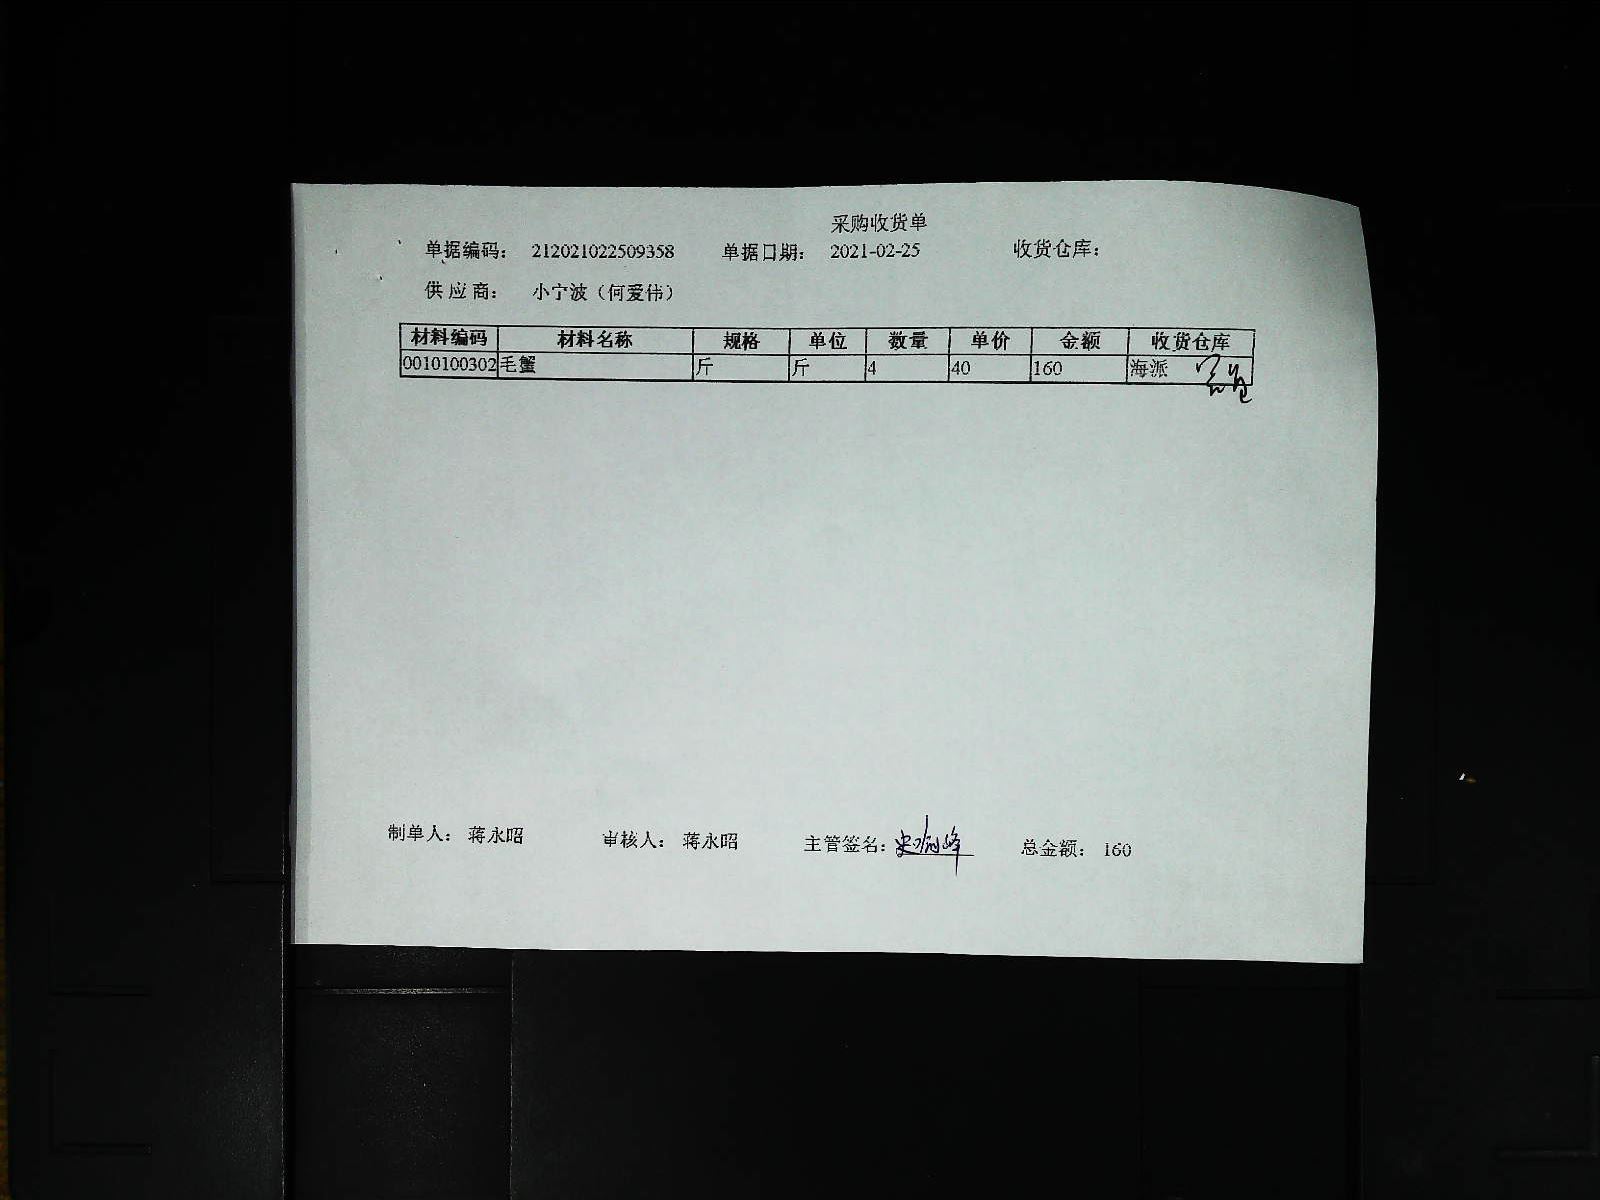 采购收货单
单据编码: 212021022509358 单据日期: 2021-02-25 收货仓库:
供应商: 小宁波（何爱伟）
材料编码 材料名称 规格 单位 数量 单价 金额 收货仓库
0010100302 毛蟹 斤 斤 4 40 160 海派
制单人: 蒋永昭 审核人: 蒋永昭 主管签名: 总金额: 160